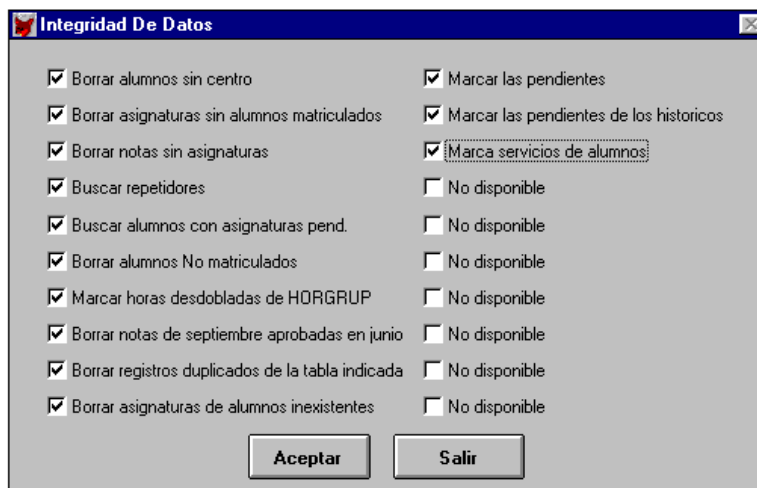 Integridad De Datos
Borrar alumnos sin centro
Borrar asignaturas sin alumnos matriculados
Borrar notas sin asignaturas
Buscar repetidores
Buscar alumnos con asignaturas pend.
Borrar alumnos No matriculados
Marcar horas desdobladas de HORGRUP
Borrar notas de septiembre aprobadas en junio
Borrar registros duplicados de la tabla indicada
Borrar asignaturas de alumnos inexistentes
Marcar las pendientes
Marcar las pendientes de los historicos
Marca servicios de alumnos
No disponible
No disponible
No disponible
No disponible
No disponible
No disponible
No disponible
Aceptar
Salir